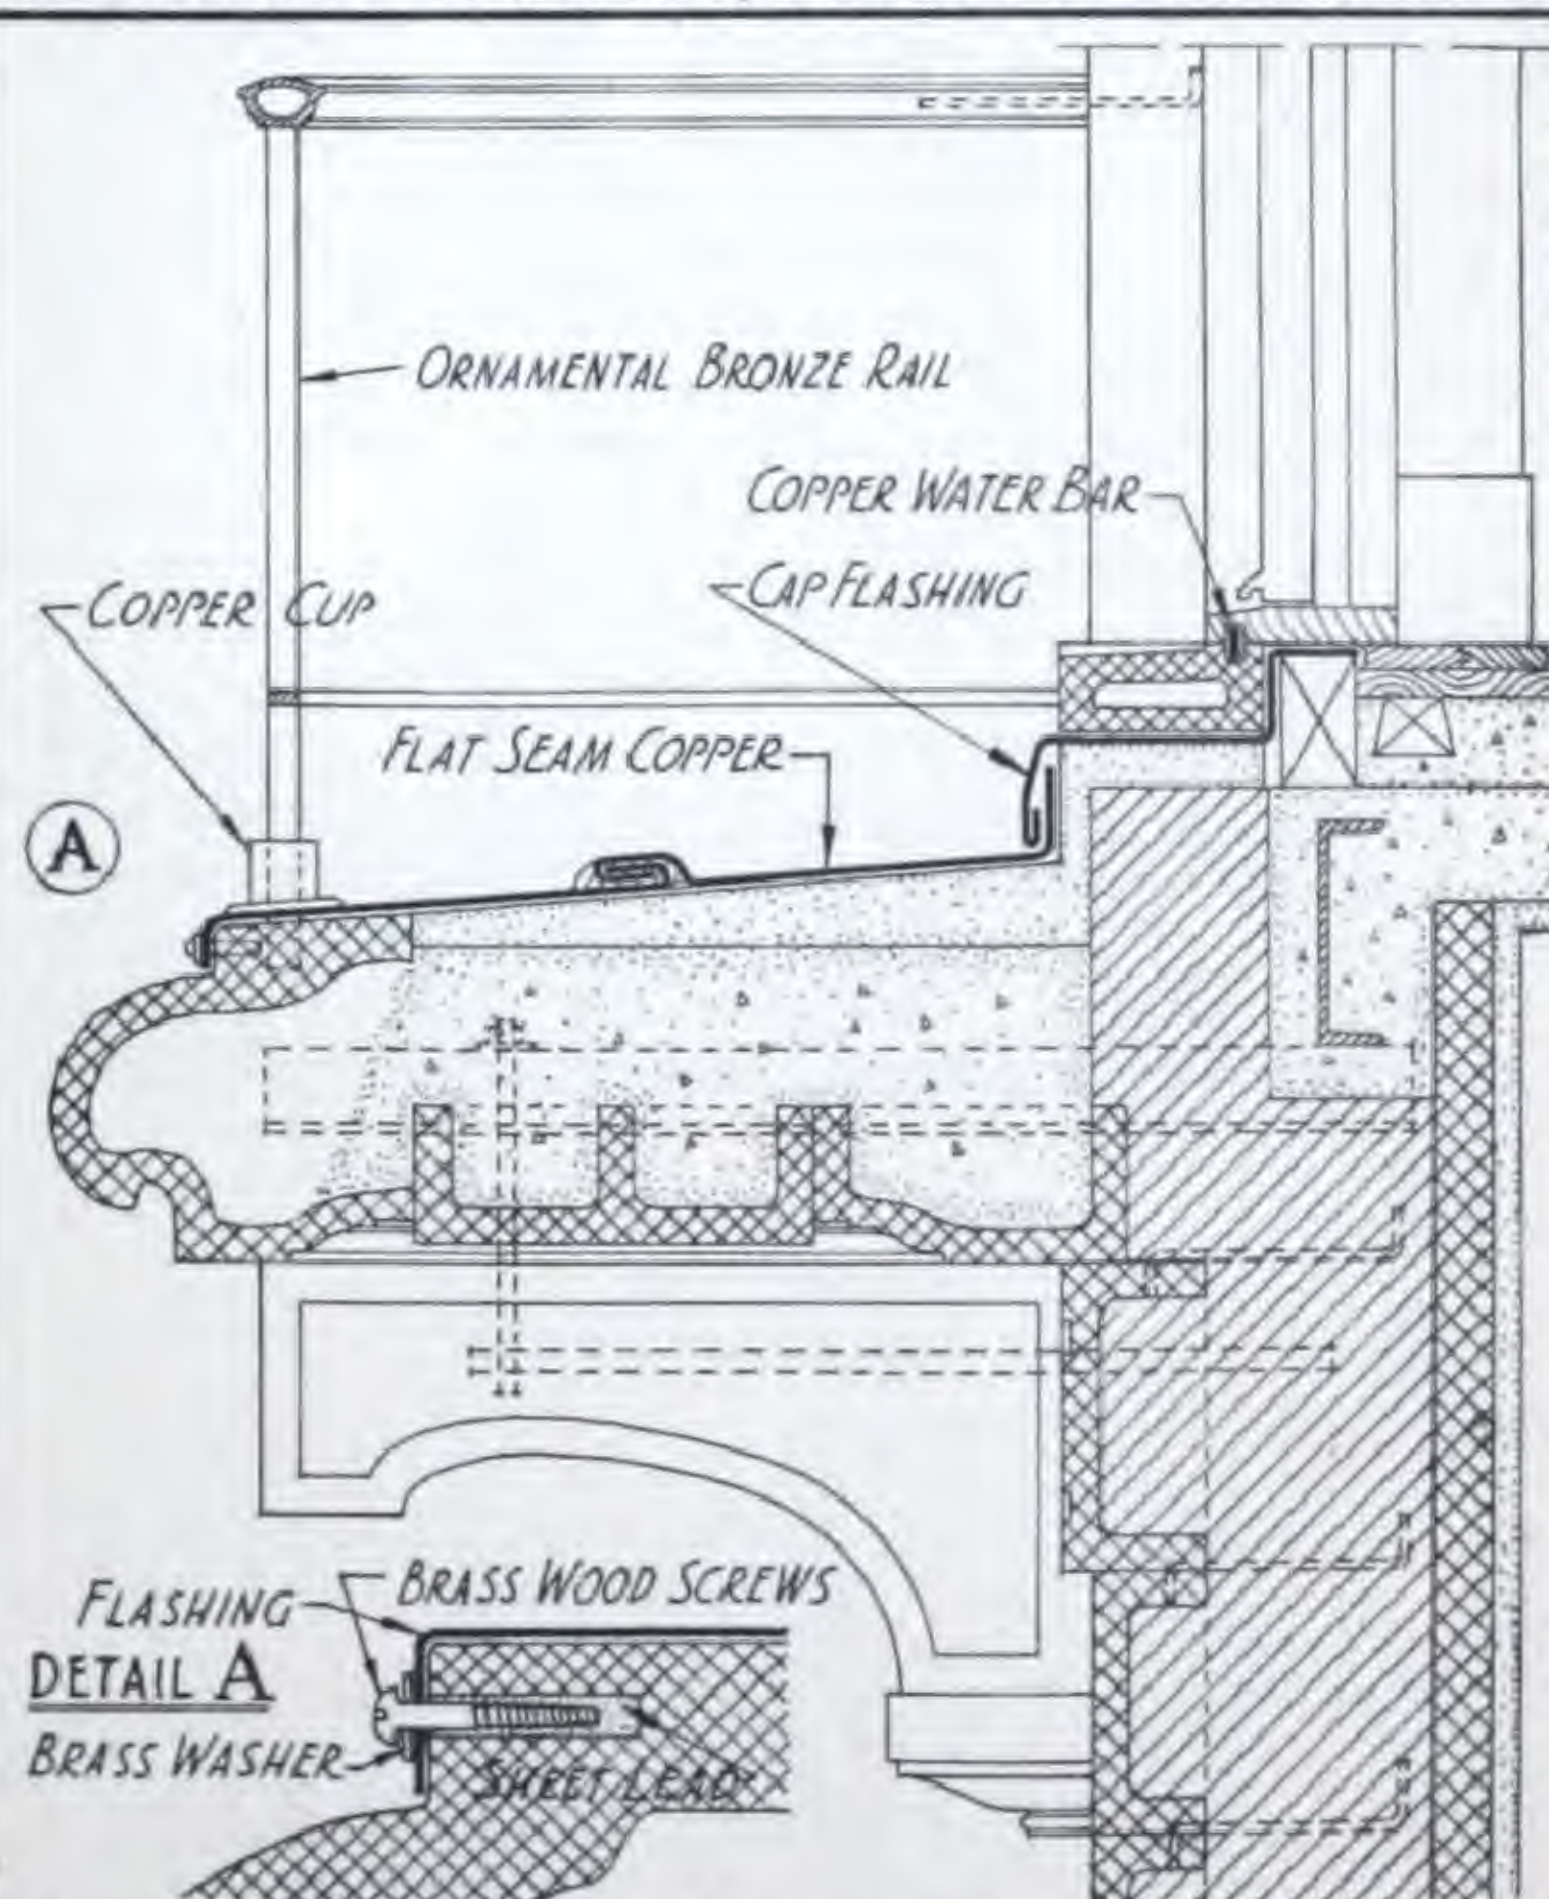 ORNAMENTAL BRONZE RAIL
COPPER WATER BAR
CAP FLASHING
COPPER CUP
FLAT SEAM COPPER
A
BRASS WOOD SCREWS
FLASHING
DETAIL A
BRASS WASHER
SHEET LEAD